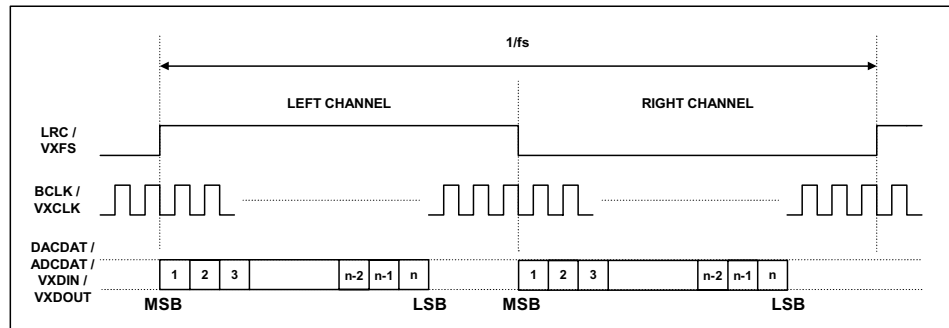 1/fs
LEFT CHANNEL
RIGHT CHANNEL
LRC /
VXFS
BCLK /
VXCLK
DACDAT /
ADCDAT /
VXDIN /
VXDOUT
1 2 3 n-2 n-1 n 1 2 3 n-2 n-1 n
MSB LSB MSB LSB